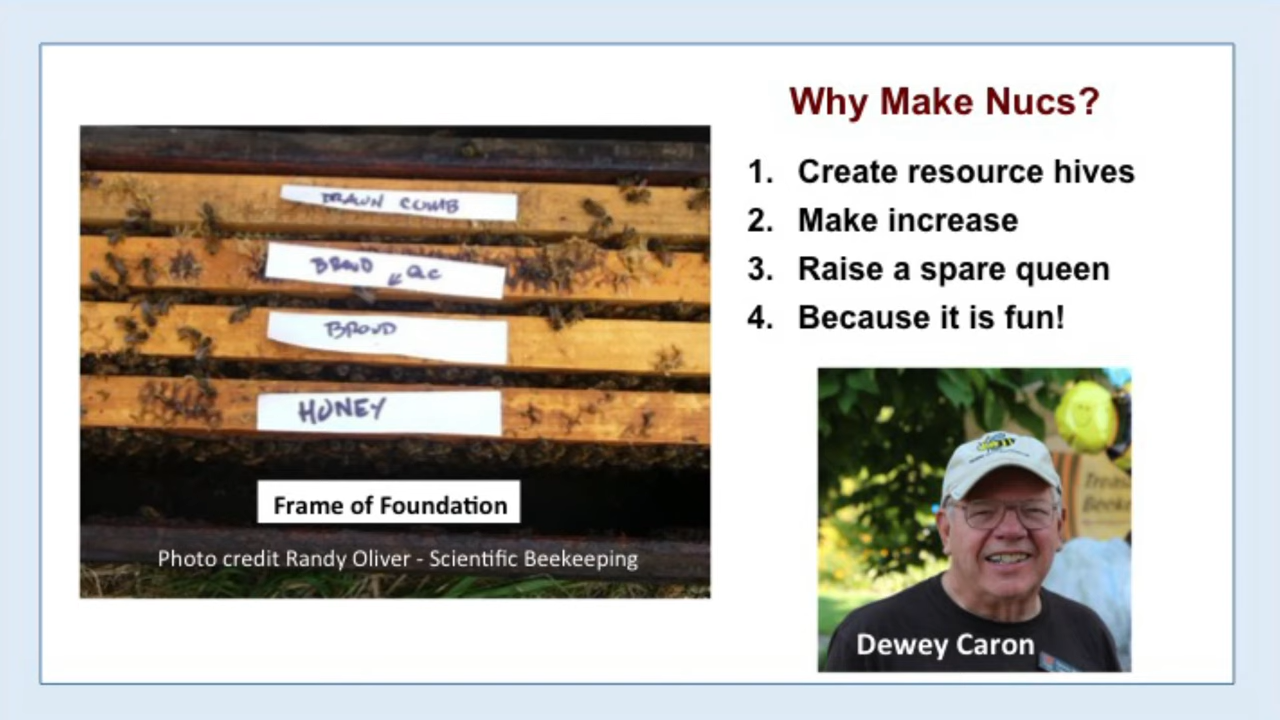 Why Make Nucs?
1. Create resource hives
2. Make increase
3. Raise a spare queen
4. Because it is fun!
DRAWN COMB
BROOD ↙ QC
BROOD
HONEY
Frame of Foundation
Photo credit Randy Oliver - Scientific Beekeeping
Dewey Caron